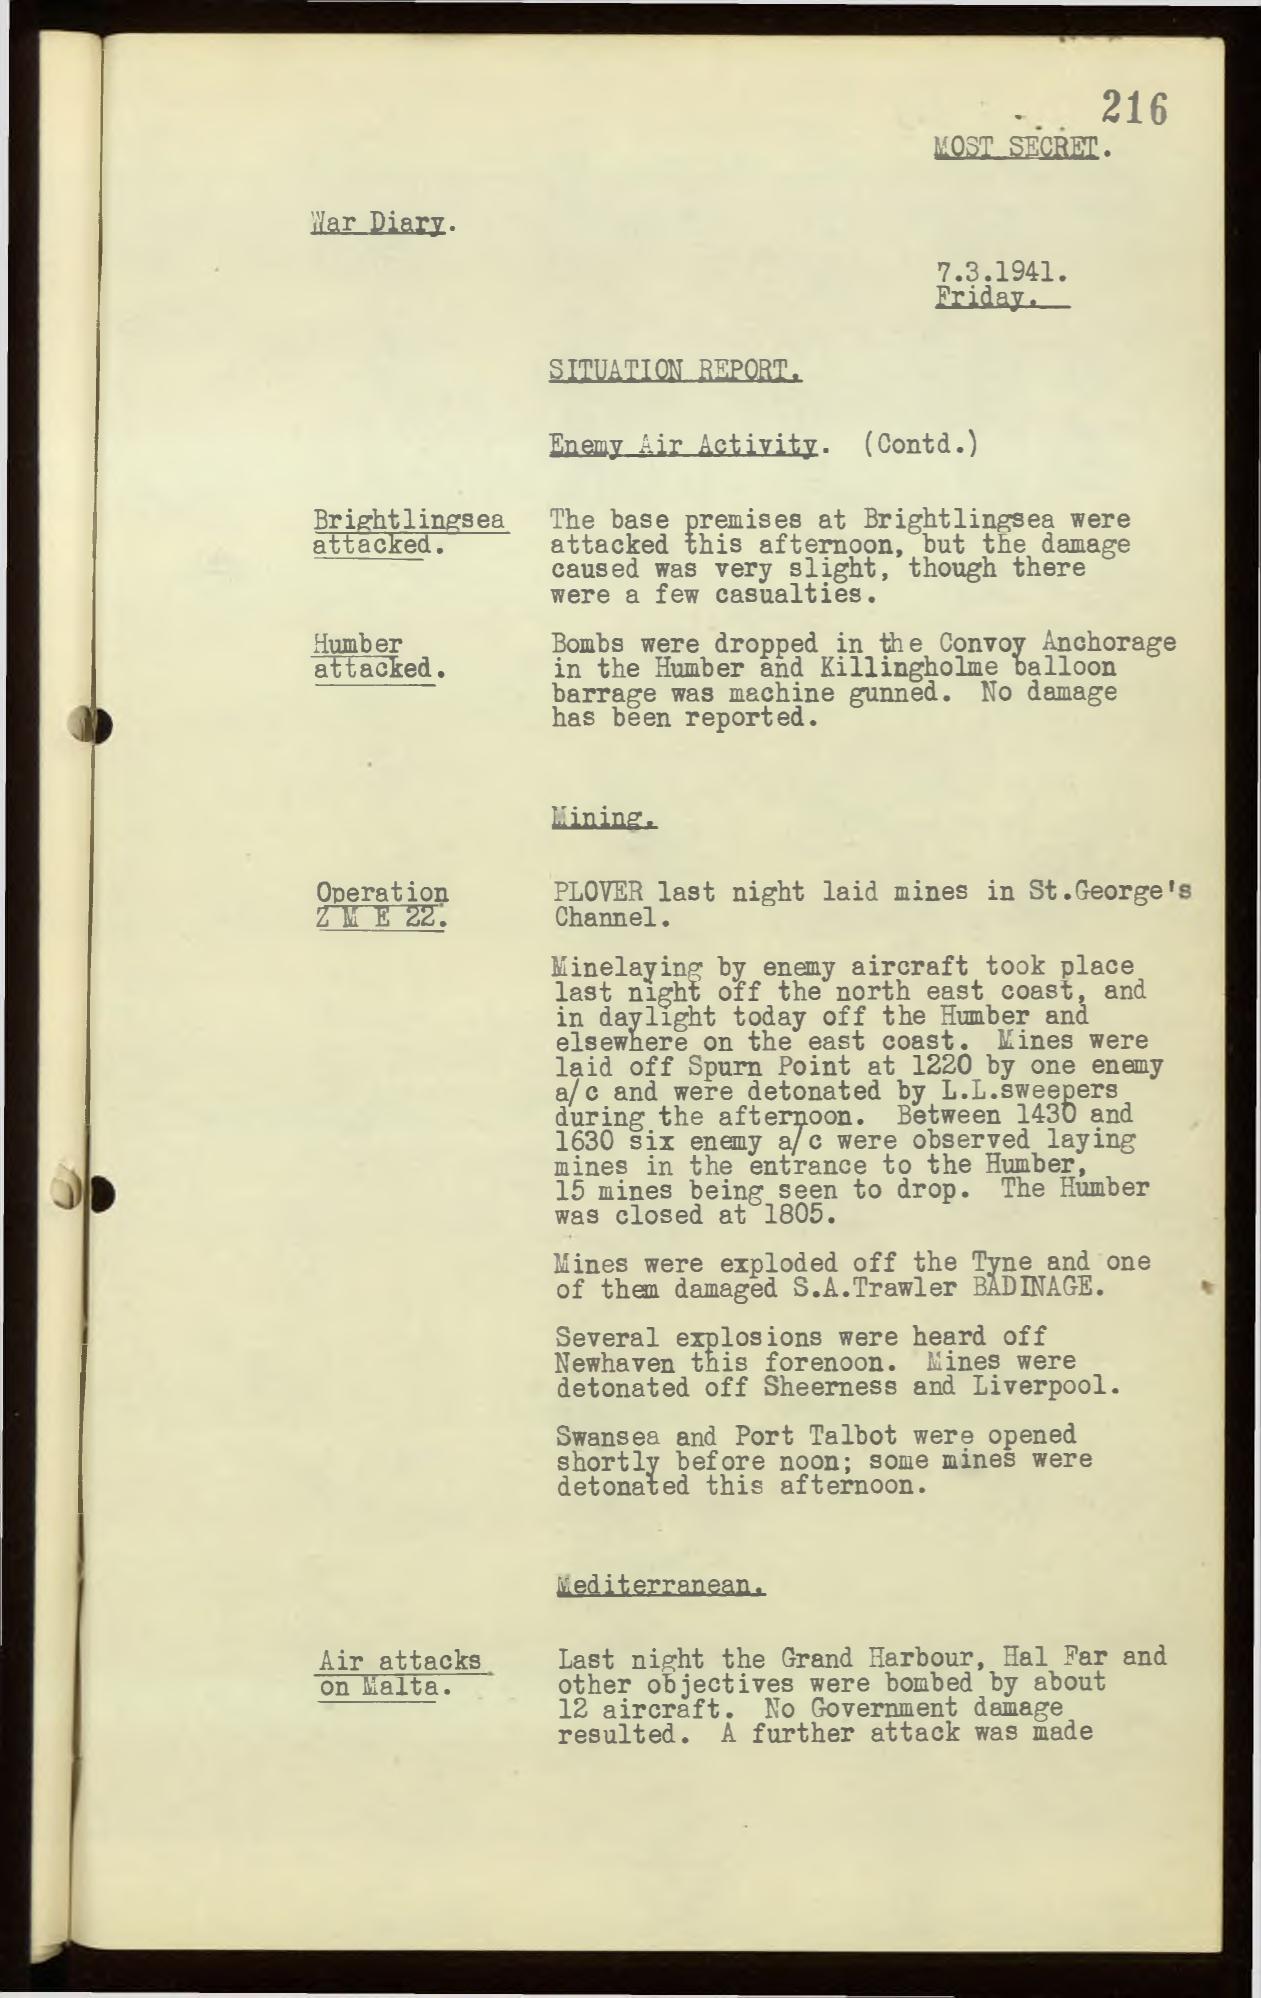 216
MOST SECRET.
War Diary.
7.3.1941.
Friday.
SITUATION REPORT.
Enemy Air Activity. (Contd.)
Brightlingsea
attacked.
The base premises at Brightlingsea were
attacked this afternoon, but the damage
caused was very slight, though there
were a few casualties.
Humber
attacked.
Bombs were dropped in the Convoy Anchorage
in the Humber and Killingholme balloon
barrage was machine gunned. No damage
has been reported.
Mining.
Operation
Z M E 22.
PLOVER last night laid mines in St.George's
Channel.
Minelaying by enemy aircraft took place
last night off the north east coast, and
in daylight today off the Humber and
elsewhere on the east coast. Mines were
laid off Spurn Point at 1220 by one enemy
a/c and were detonated by L.L.sweepers
during the afternoon. Between 1430 and
1630 six enemy a/c were observed laying
mines in the entrance to the Humber,
15 mines being seen to drop. The Humber
was closed at 1805.
Mines were exploded off the Tyne and one
of them damaged S.A.Trawler BADINAGE.
Several explosions were heard off
Newhaven this forenoon. Mines were
detonated off Sheerness and Liverpool.
Swansea and Port Talbot were opened
shortly before noon; some mines were
detonated this afternoon.
Mediterranean.
Air attacks
on Malta.
Last night the Grand Harbour, Hal Far and
other objectives were bombed by about
12 aircraft. No Government damage
resulted. A further attack was made